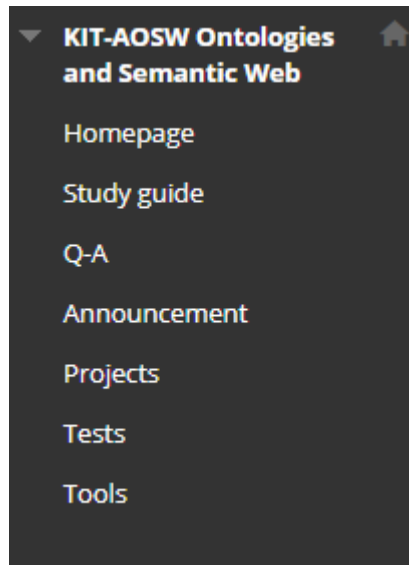 KIT-AOSW Ontologies
and Semantic Web
Homepage
Study guide
Q-A
Announcement
Projects
Tests
Tools